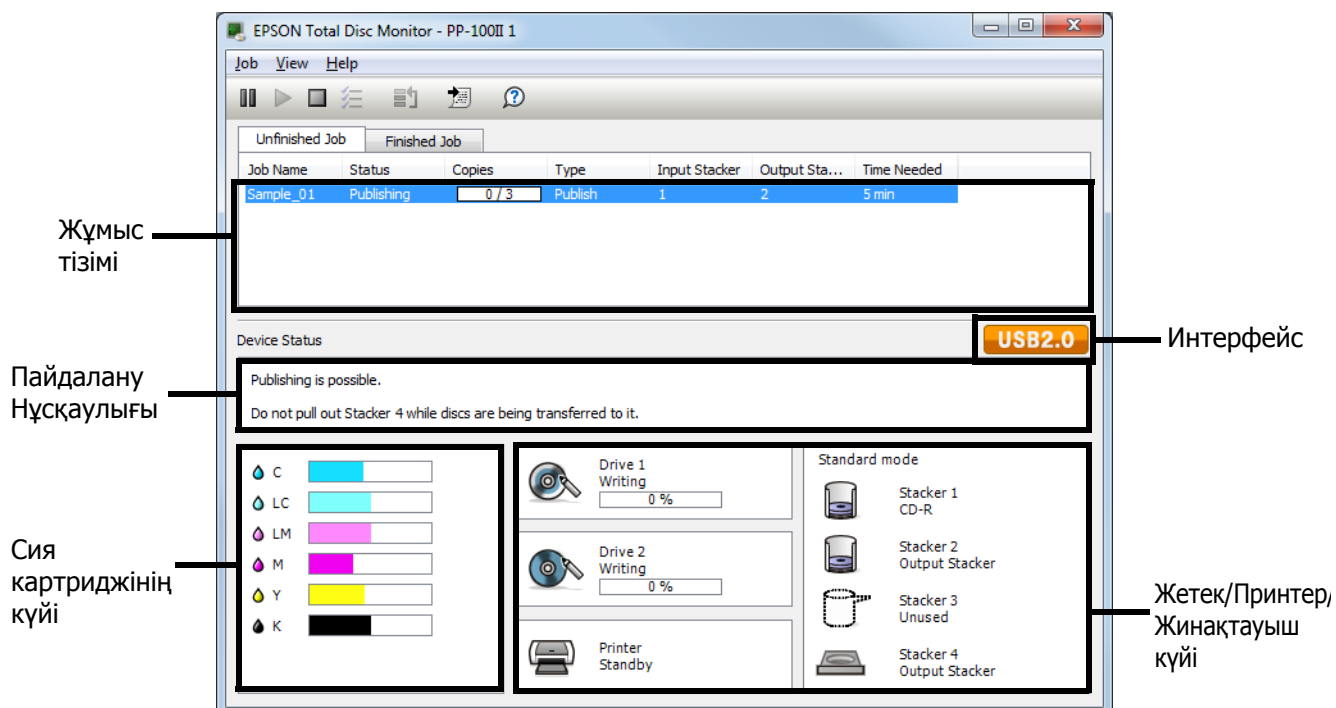 EPSON Total Disc Monitor - PP-100II 1
Job View Help
Unfinished Job Finished Job
Job Name Status Copies Type Input Stacker Output Sta... Time Needed
Sample_01 Publishing 0 / 3 Publish 1 2 5 min
Жұмыс
тізімі
Device Status
USB2.0
Интерфейс
Пайдалану
Нұсқаулығы
Publishing is possible.
Do not pull out Stacker 4 while discs are being transferred to it.
Сия
картриджінің
күйі
C
LC
LM
M
Y
K
Drive 1
Writing
0 %
Drive 2
Writing
0 %
Printer
Standby
Standard mode
Stacker 1
CD-R
Stacker 2
Output Stacker
Stacker 3
Unused
Stacker 4
Output Stacker
Жетек/Принтер/
Жинақтауыш
күйі